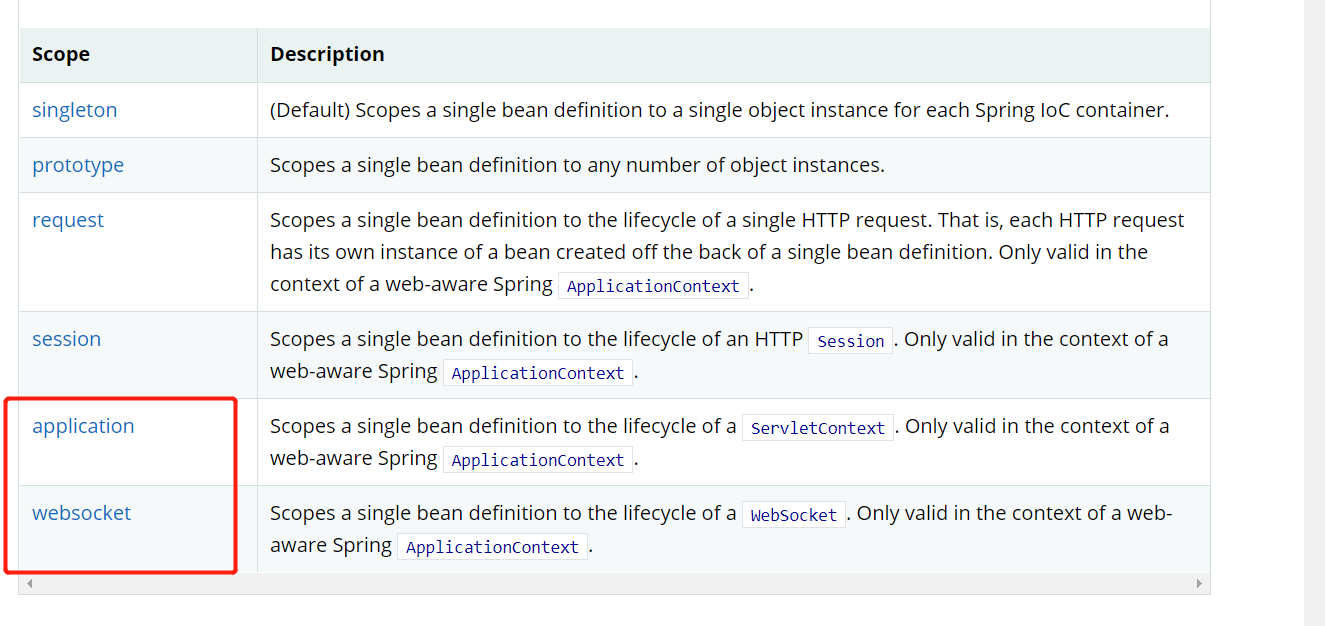 Scope Description
singleton (Default) Scopes a single bean definition to a single object instance for each Spring IoC container.
prototype Scopes a single bean definition to any number of object instances.
request Scopes a single bean definition to the lifecycle of a single HTTP request. That is, each HTTP request
has its own instance of a bean created off the back of a single bean definition. Only valid in the
context of a web-aware Spring ApplicationContext.
session Scopes a single bean definition to the lifecycle of an HTTP Session. Only valid in the context of a
web-aware Spring ApplicationContext.
application Scopes a single bean definition to the lifecycle of a ServletContext. Only valid in the context of a
web-aware Spring ApplicationContext.
websocket Scopes a single bean definition to the lifecycle of a WebSocket. Only valid in the context of a web-
aware Spring ApplicationContext.